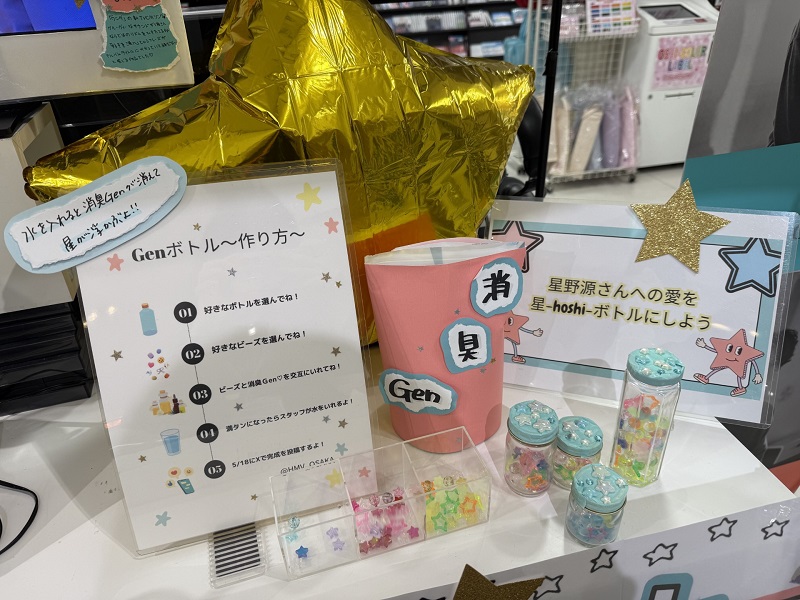 水を入れると消臭Genが消えて
星が浮かぶよ!!
Genボトル〜作り方〜
01 好きなボトルを選んでね！
02 好きなビーズを選んでね！
03 ビーズと消臭Gen♡を交互にいれてね！
04 満タンになったらスタッフが水をいれるよ！
05 5/18にXで完成を投稿するよ！
@HMV_OSAKA
消
臭
Gen
星野源さんへの愛を
星-hoshi-ボトルにしよう